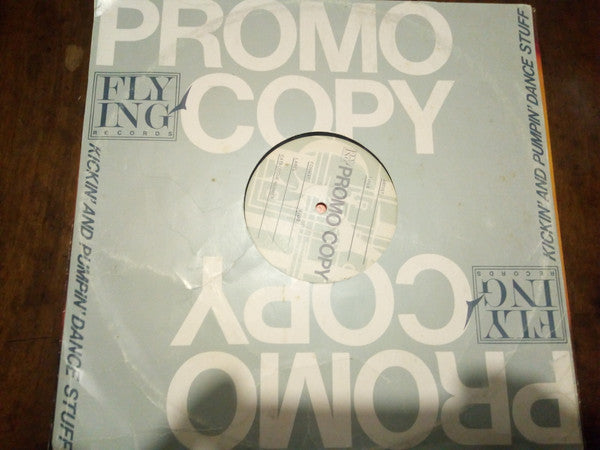 PROMO
COPY
FLY
ING
RECORDS
KICKIN' AND PUMPIN' DANCE STUFF
KICKIN' AND PUMPIN' DANCE STUFF
PROMO COPY
FLY
ING
RECORDS
PROMO
COPY